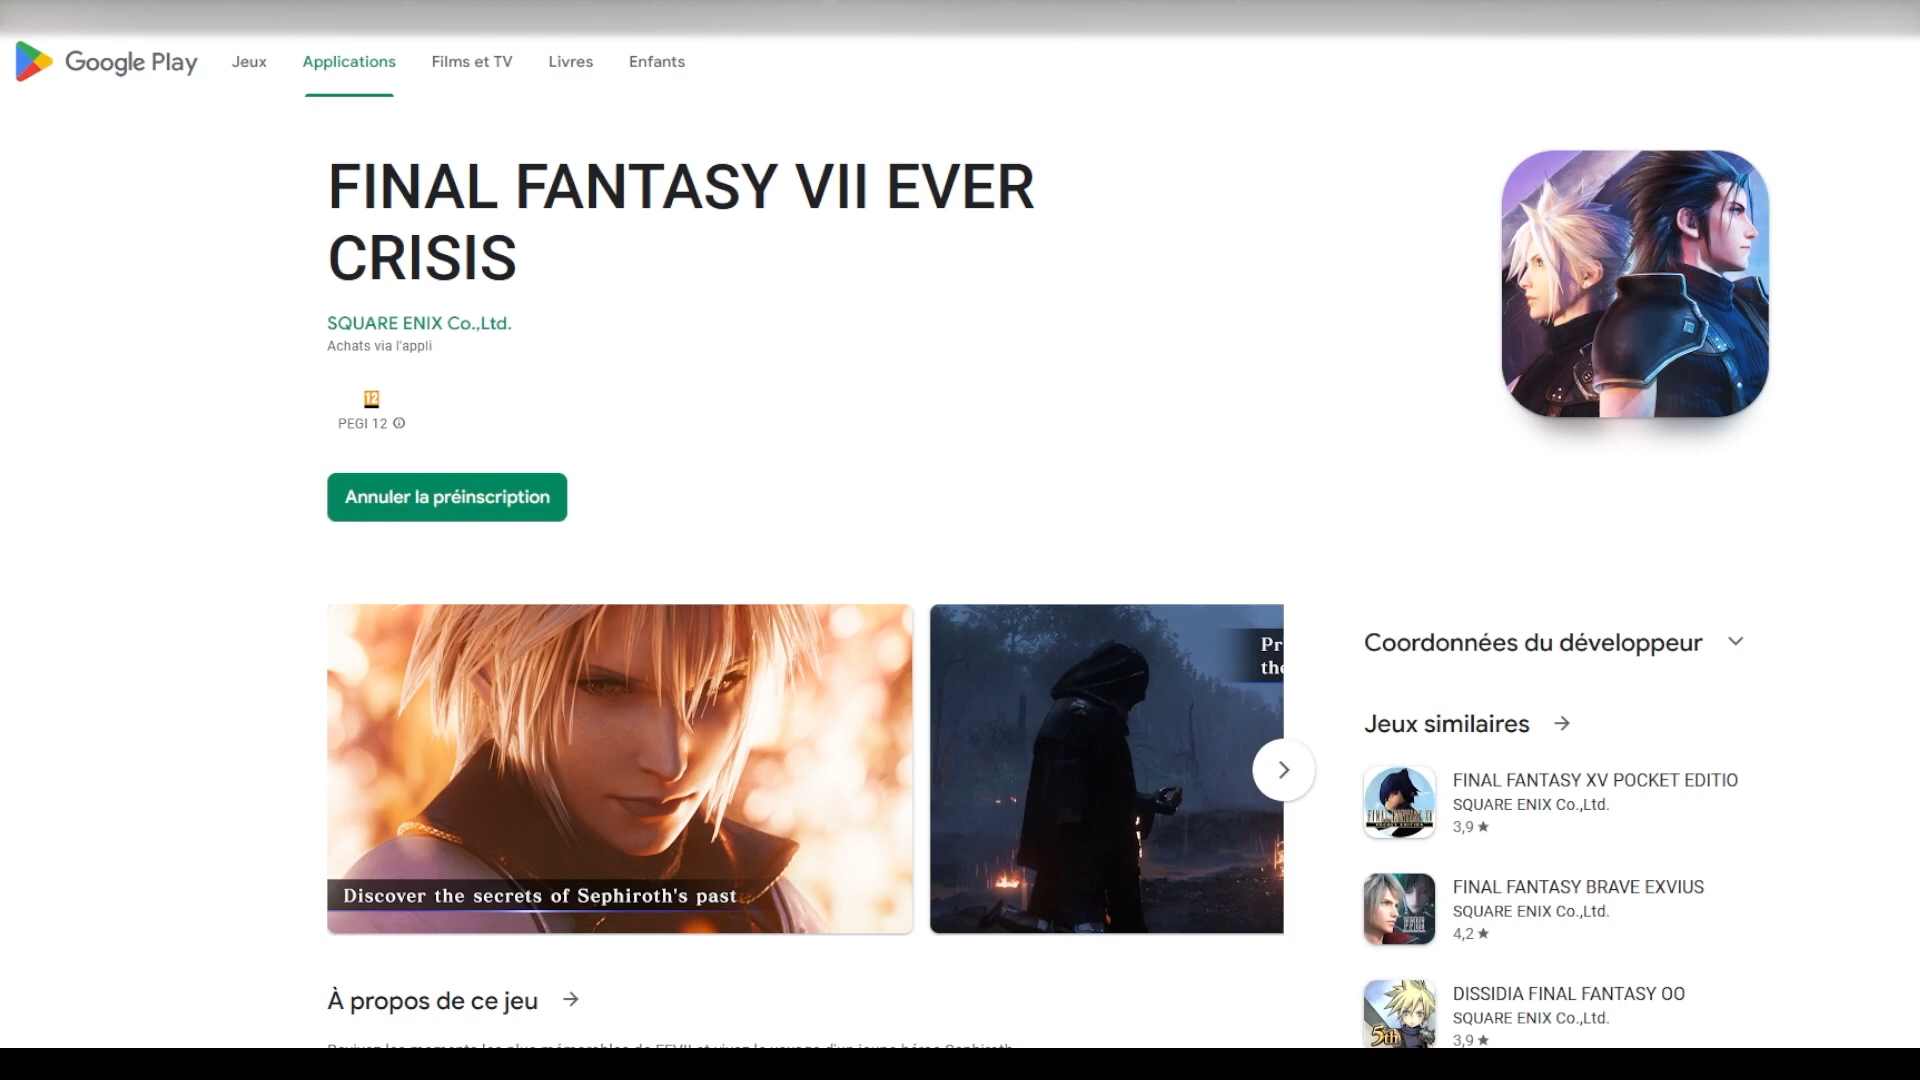 Google Play
Jeux
Applications
Films et TV
Livres
Enfants
FINAL FANTASY VII EVER
CRISIS
SQUARE ENIX Co.,Ltd.
Achats via l'appli
12
PEGI 12
Annuler la préinscription
Discover the secrets of Sephiroth's past
Pr
the
Coordonnées du développeur
Jeux similaires
FINAL FANTASY XV POCKET EDITIO
SQUARE ENIX Co.,Ltd.
3,9 ★
FINAL FANTASY BRAVE EXVIUS
SQUARE ENIX Co.,Ltd.
4,2 ★
DISSIDIA FINAL FANTASY OO
SQUARE ENIX Co.,Ltd.
3,9 ★
5th
À propos de ce jeu